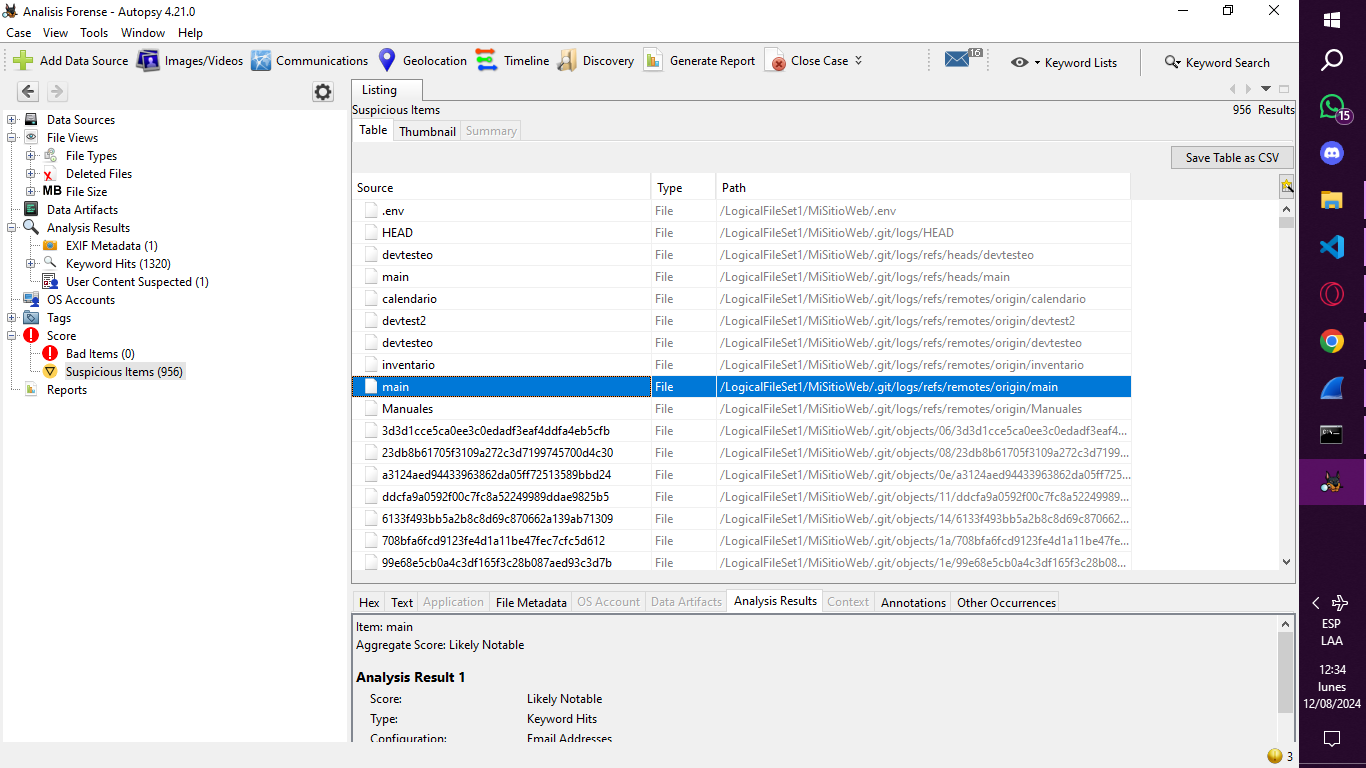 Analisis Forense - Autopsy 4.21.0
Case View Tools Window Help
Add Data Source Images/Videos Communications Geolocation Timeline Discovery Generate Report Close Case 16 Keyword Lists Keyword Search
Data Sources
File Views
File Types
Deleted Files
MB File Size
Data Artifacts
Analysis Results
EXIF Metadata (1)
Keyword Hits (1320)
User Content Suspected (1)
OS Accounts
Tags
Score
Bad Items (0)
Suspicious Items (956)
Reports
Listing
Suspicious Items 956 Results
Table Thumbnail Summary
Save Table as CSV
Source Type Path
.env File /LogicalFileSet1/MiSitioWeb/.env
HEAD File /LogicalFileSet1/MiSitioWeb/.git/logs/HEAD
devtesteo File /LogicalFileSet1/MiSitioWeb/.git/logs/refs/heads/devtesteo
main File /LogicalFileSet1/MiSitioWeb/.git/logs/refs/heads/main
calendario File /LogicalFileSet1/MiSitioWeb/.git/logs/refs/remotes/origin/calendario
devtest2 File /LogicalFileSet1/MiSitioWeb/.git/logs/refs/remotes/origin/devtest2
devtesteo File /LogicalFileSet1/MiSitioWeb/.git/logs/refs/remotes/origin/devtesteo
inventario File /LogicalFileSet1/MiSitioWeb/.git/logs/refs/remotes/origin/inventario
main File /LogicalFileSet1/MiSitioWeb/.git/logs/refs/remotes/origin/main
Manuales File /LogicalFileSet1/MiSitioWeb/.git/logs/refs/remotes/origin/Manuales
3d3d1cce5ca0ee3c0edadf3eaf4ddfa4eb5cfb File /LogicalFileSet1/MiSitioWeb/.git/objects/06/3d3d1cce5ca0ee3c0edadf3eaf4...
23db8b61705f3109a272c3d7199745700d4c30 File /LogicalFileSet1/MiSitioWeb/.git/objects/08/23db8b61705f3109a272c3d7199...
a3124aed94433963862da05ff72513589bbd24 File /LogicalFileSet1/MiSitioWeb/.git/objects/0e/a3124aed94433963862da05ff725...
ddcfa9a0592f00c7fc8a52249989ddae9825b5 File /LogicalFileSet1/MiSitioWeb/.git/objects/11/ddcfa9a0592f00c7fc8a52249989...
6133f493bb5a2b8c8d69c870662a139ab71309 File /LogicalFileSet1/MiSitioWeb/.git/objects/14/6133f493bb5a2b8c8d69c870662...
708bfa6fcd9123fe4d1a11be47fec7cfc5d612 File /LogicalFileSet1/MiSitioWeb/.git/objects/1a/708bfa6fcd9123fe4d1a11be47fe...
99e68e5cb0a4c3df165f3c28b087aed93c3d7b File /LogicalFileSet1/MiSitioWeb/.git/objects/1e/99e68e5cb0a4c3df165f3c28b08...
Hex Text Application File Metadata OS Account Data Artifacts Analysis Results Context Annotations Other Occurrences
Item: main
Aggregate Score: Likely Notable
Analysis Result 1
Score: Likely Notable
Type: Keyword Hits
Configuration: Email Addresses
3
15
ESP
LAA
12:34
lunes
12/08/2024